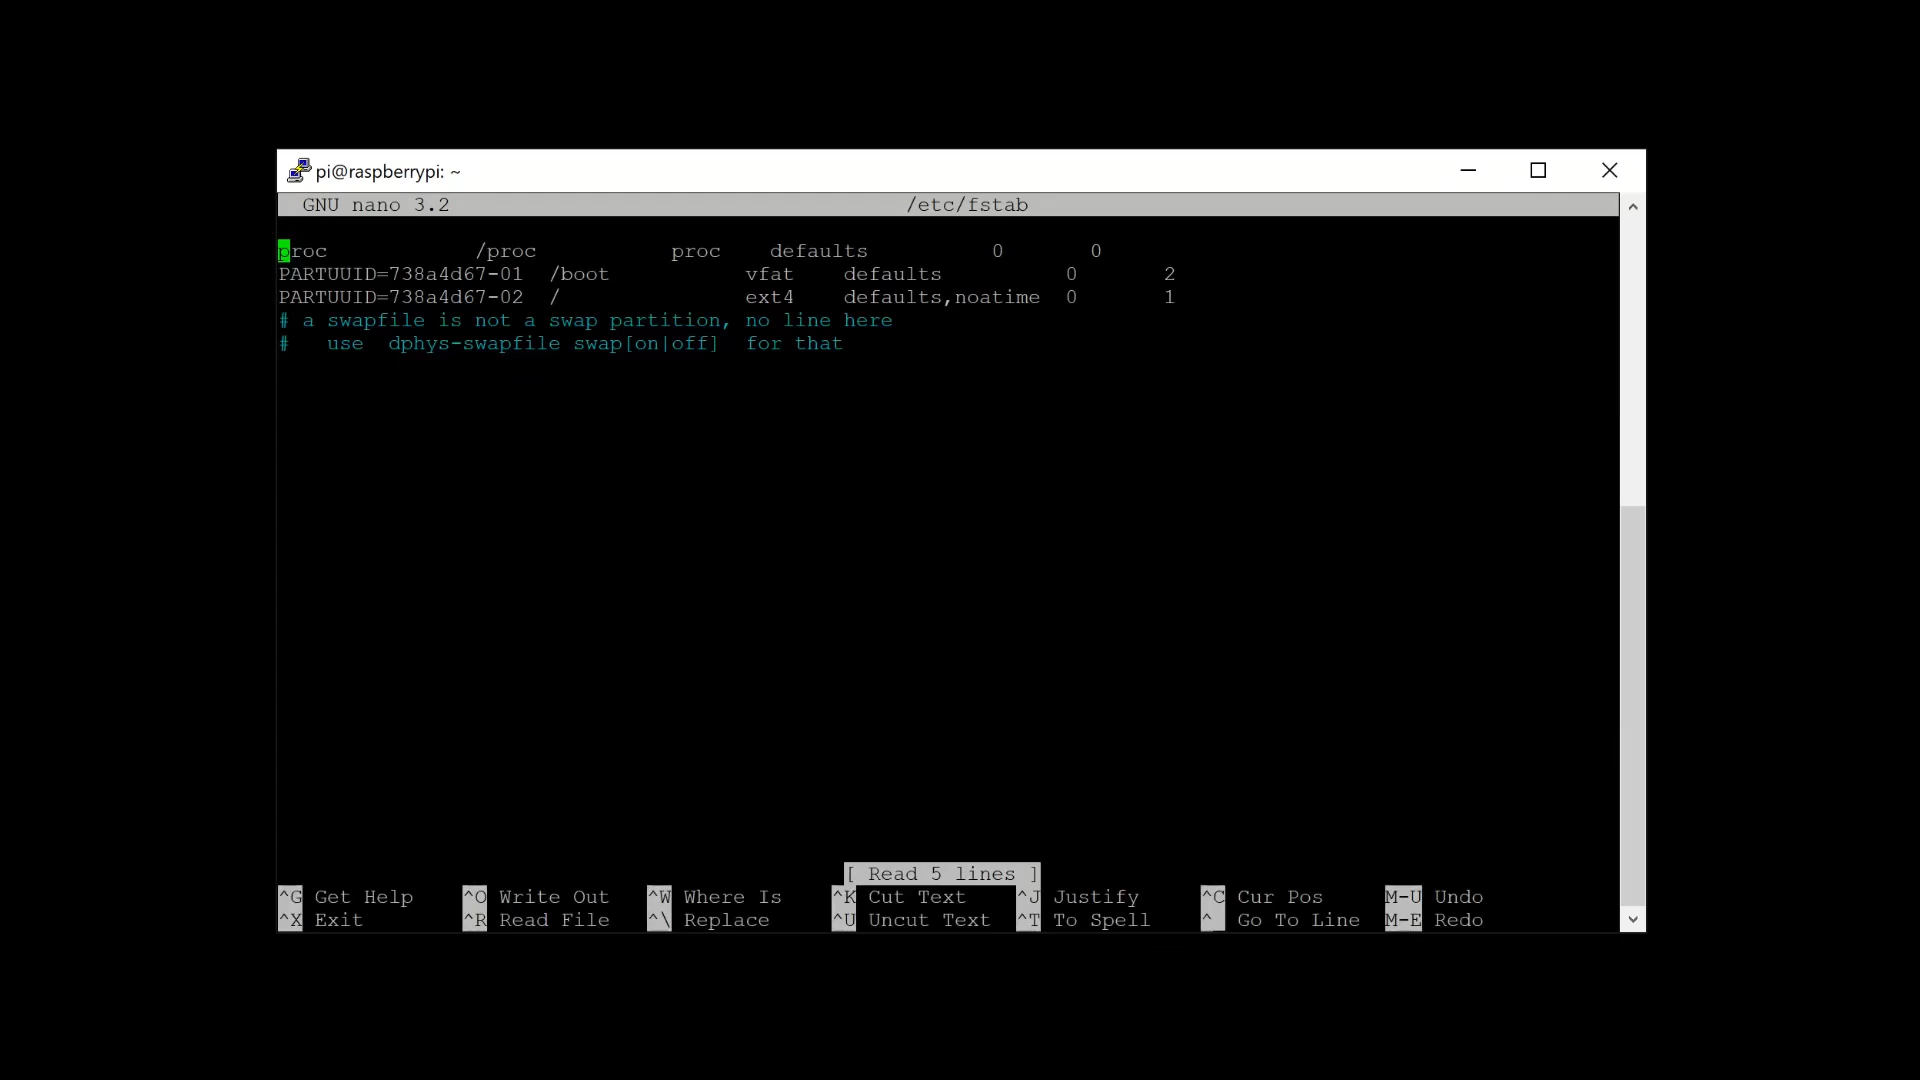 pi@raspberrypi: ~
GNU nano 3.2 /etc/fstab
proc /proc proc defaults 0 0
PARTUUID=738a4d67-01 /boot vfat defaults 0 2
PARTUUID=738a4d67-02 / ext4 defaults,noatime 0 1
# a swapfile is not a swap partition, no line here
# use dphys-swapfile swap[on|off] for that
[ Read 5 lines ]
^G Get Help ^O Write Out ^W Where Is ^K Cut Text ^J Justify ^C Cur Pos M-U Undo
^X Exit ^R Read File ^\ Replace ^U Uncut Text ^T To Spell ^_ Go To Line M-E Redo